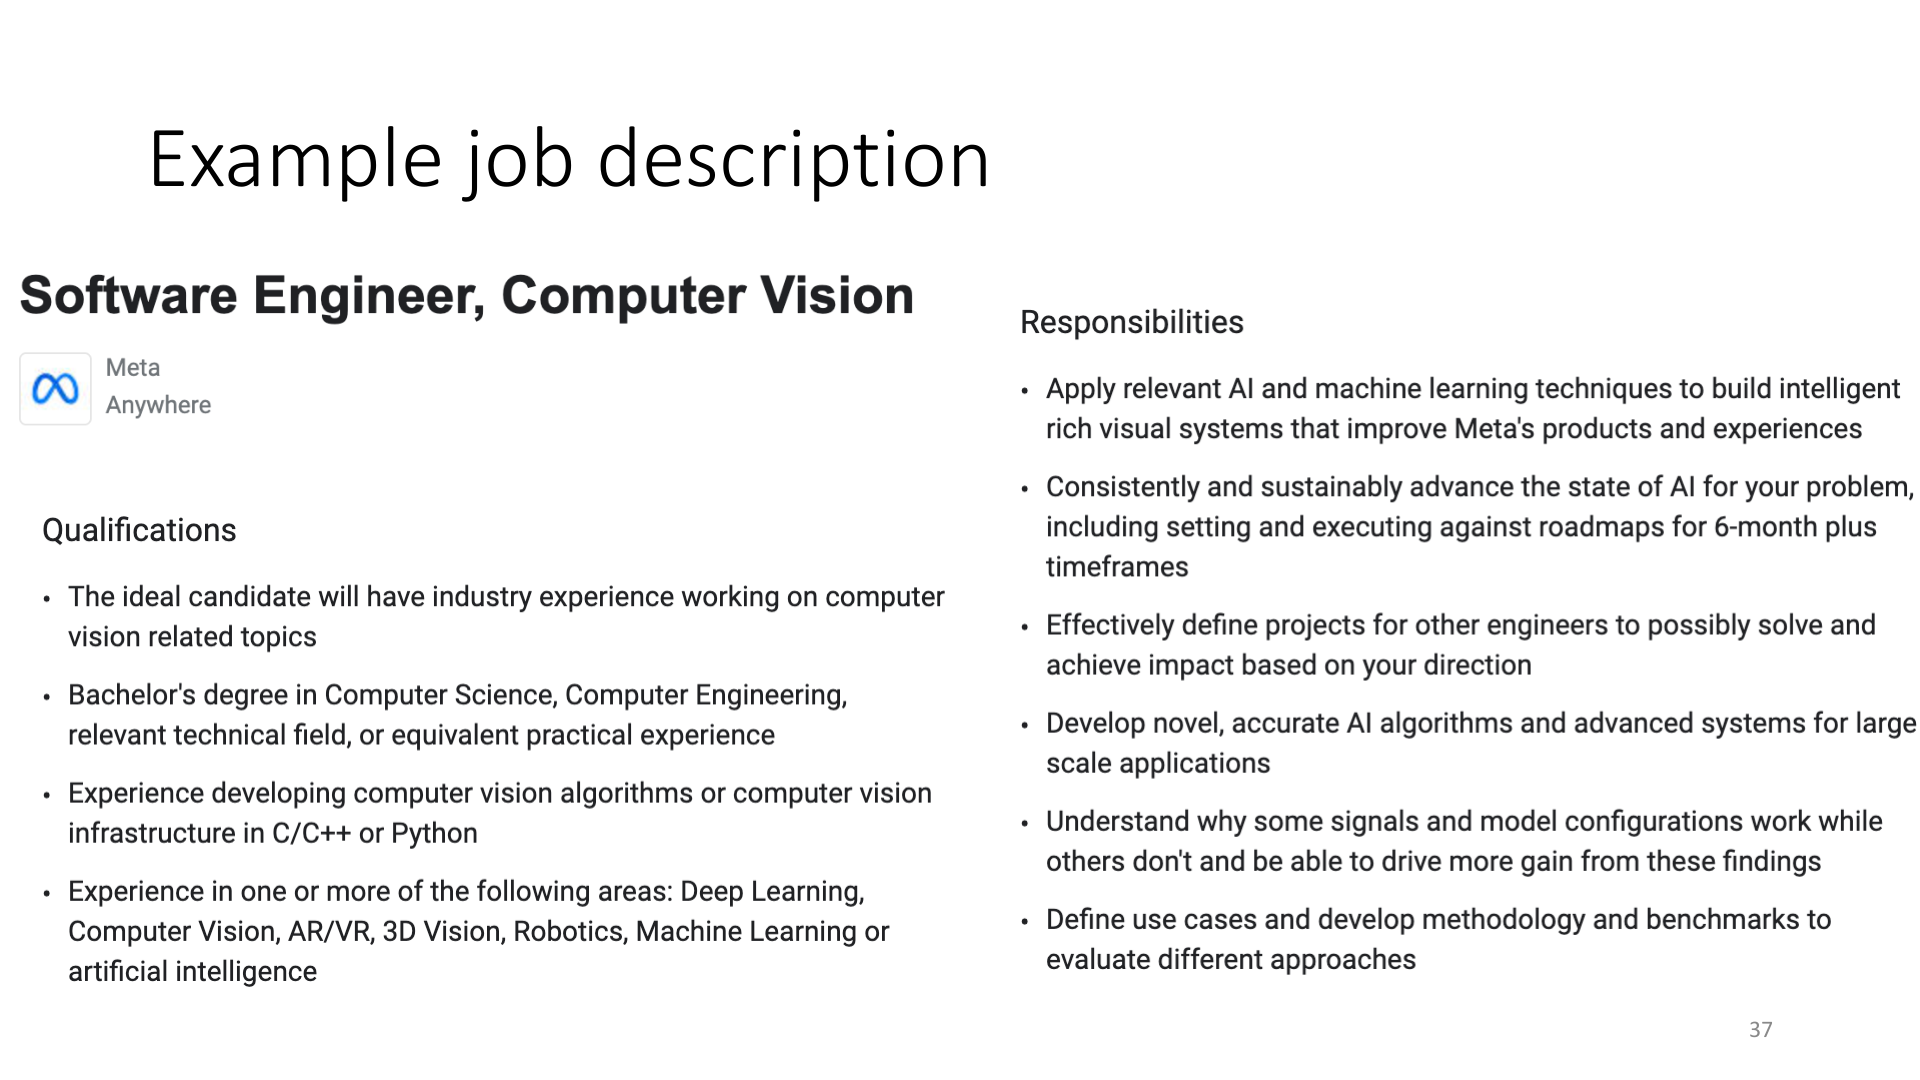 Example job description
Software Engineer, Computer Vision
Meta
Anywhere
Qualifications
• The ideal candidate will have industry experience working on computer
vision related topics
• Bachelor's degree in Computer Science, Computer Engineering,
relevant technical field, or equivalent practical experience
• Experience developing computer vision algorithms or computer vision
infrastructure in C/C++ or Python
• Experience in one or more of the following areas: Deep Learning,
Computer Vision, AR/VR, 3D Vision, Robotics, Machine Learning or
artificial intelligence
Responsibilities
• Apply relevant AI and machine learning techniques to build intelligent
rich visual systems that improve Meta's products and experiences
• Consistently and sustainably advance the state of AI for your problem,
including setting and executing against roadmaps for 6-month plus
timeframes
• Effectively define projects for other engineers to possibly solve and
achieve impact based on your direction
• Develop novel, accurate AI algorithms and advanced systems for large
scale applications
• Understand why some signals and model configurations work while
others don't and be able to drive more gain from these findings
• Define use cases and develop methodology and benchmarks to
evaluate different approaches
37